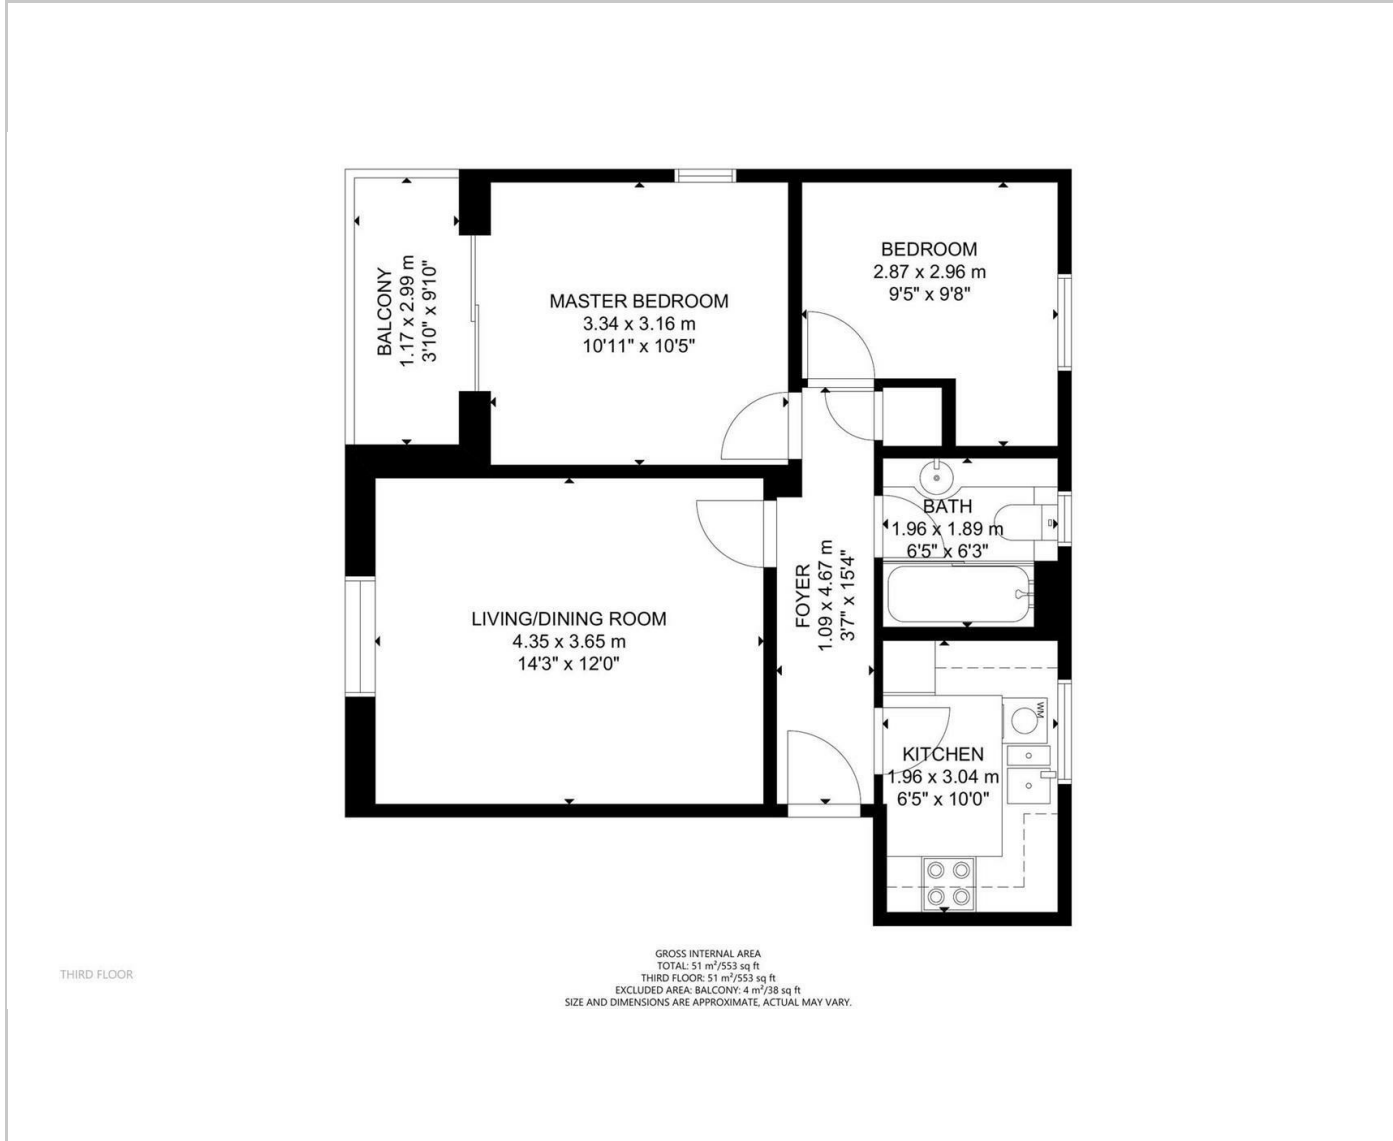 BALCONY
1.17 x 2.99 m
3'10" x 9'10"
MASTER BEDROOM
3.34 x 3.16 m
10'11" x 10'5"
BEDROOM
2.87 x 2.96 m
9'5" x 9'8"
BATH
1.96 x 1.89 m
6'5" x 6'3"
LIVING/DINING ROOM
4.35 x 3.65 m
14'3" x 12'0"
FOYER
1.09 x 4.67 m
3'7" x 15'4"
WM
KITCHEN
1.96 x 3.04 m
6'5" x 10'0"
THIRD FLOOR
GROSS INTERNAL AREA
TOTAL: 51 m²/553 sq ft
THIRD FLOOR: 51 m²/553 sq ft
EXCLUDED AREA: BALCONY: 4 m²/38 sq ft
SIZE AND DIMENSIONS ARE APPROXIMATE, ACTUAL MAY VARY.